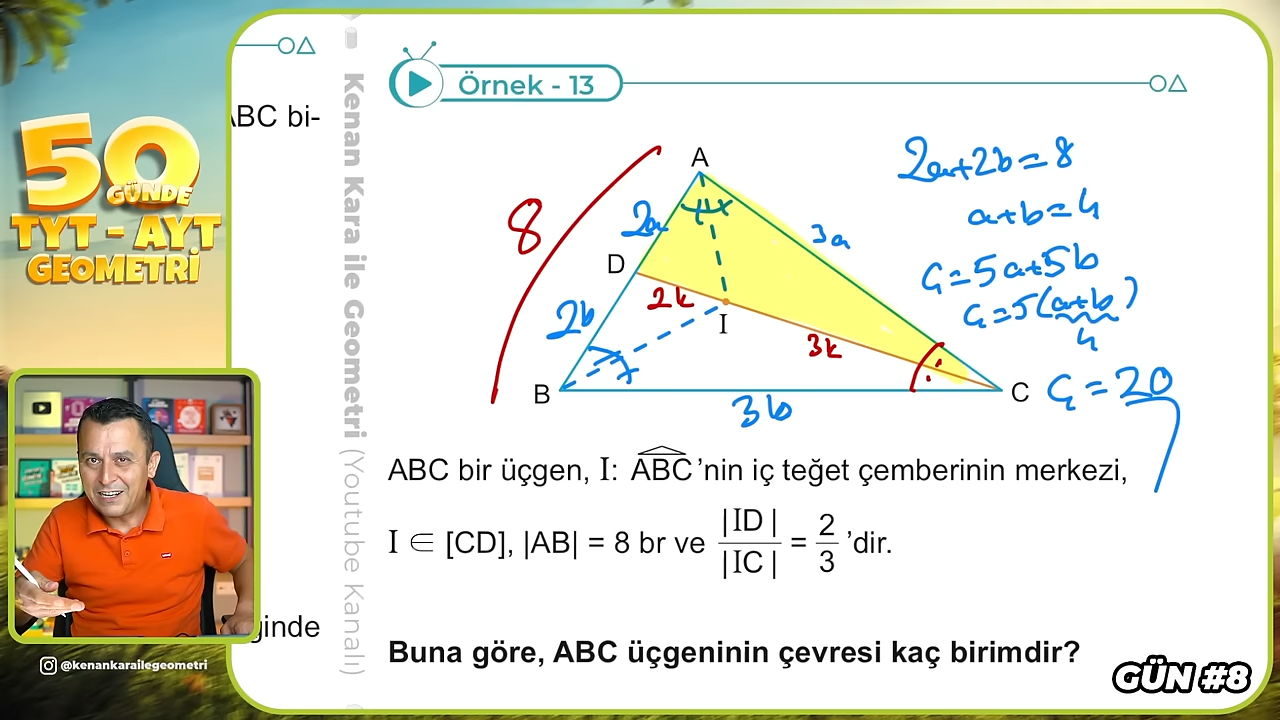 50
GÜNDE
TYT - AYT
GEOMETRİ
ABC bi-
ginde
@kenankarailegeometri
Kenan Kara ile Geometri (Youtube Kanalı)
Örnek - 13
A
2a
3a
8
D
2k
I
3k
2b
B
C
3b
2a+2b=8
a+b=4
Ç=5a+5b
Ç=5(a+b)
4
Ç=20
ABC bir üçgen, I: ABC'nin iç teğet çemberinin merkezi,
I ∈ [CD], |AB| = 8 br ve |ID| / |IC| = 2/3 'dir.
Buna göre, ABC üçgeninin çevresi kaç birimdir?
GÜN #8